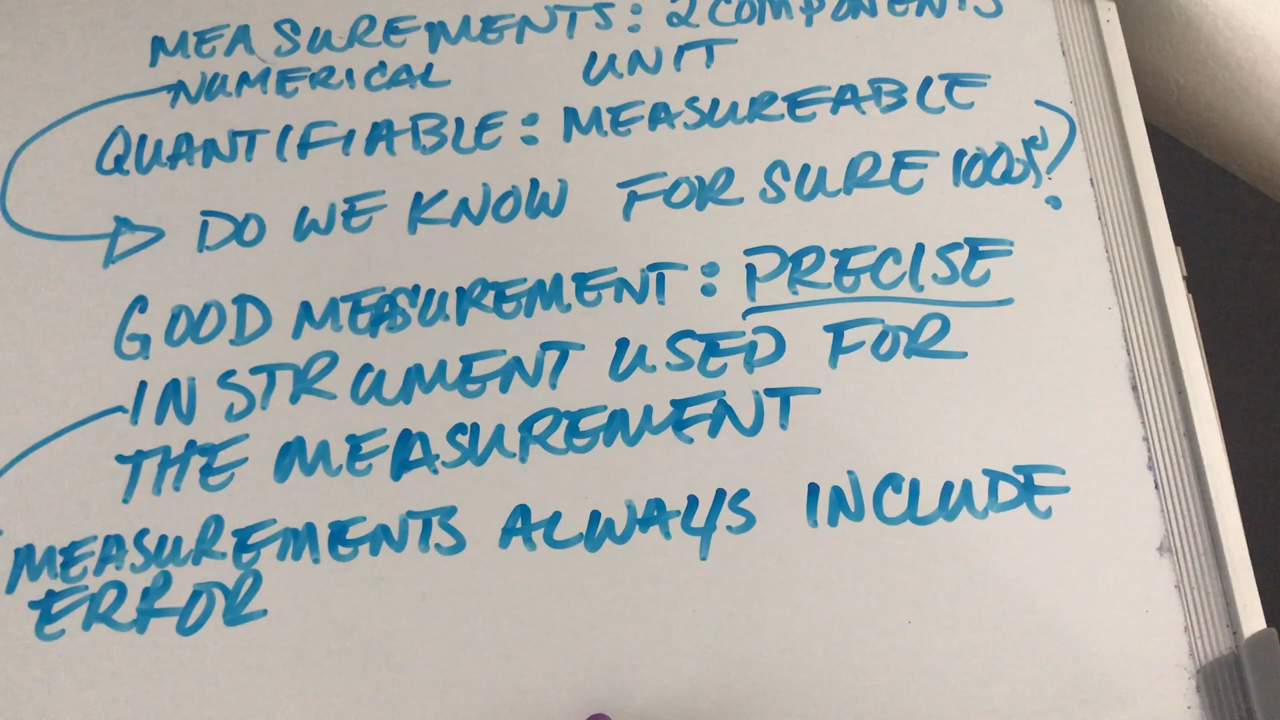 MEASUREMENTS: 2 COMPONENTS
NUMERICAL UNIT
QUANTIFIABLE: MEASUREABLE
DO WE KNOW FOR SURE 100%?
GOOD MEASUREMENT: PRECISE
INSTRUMENT USED FOR
THE MEASUREMENT
MEASUREMENTS ALWAYS INCLUDE
ERROR